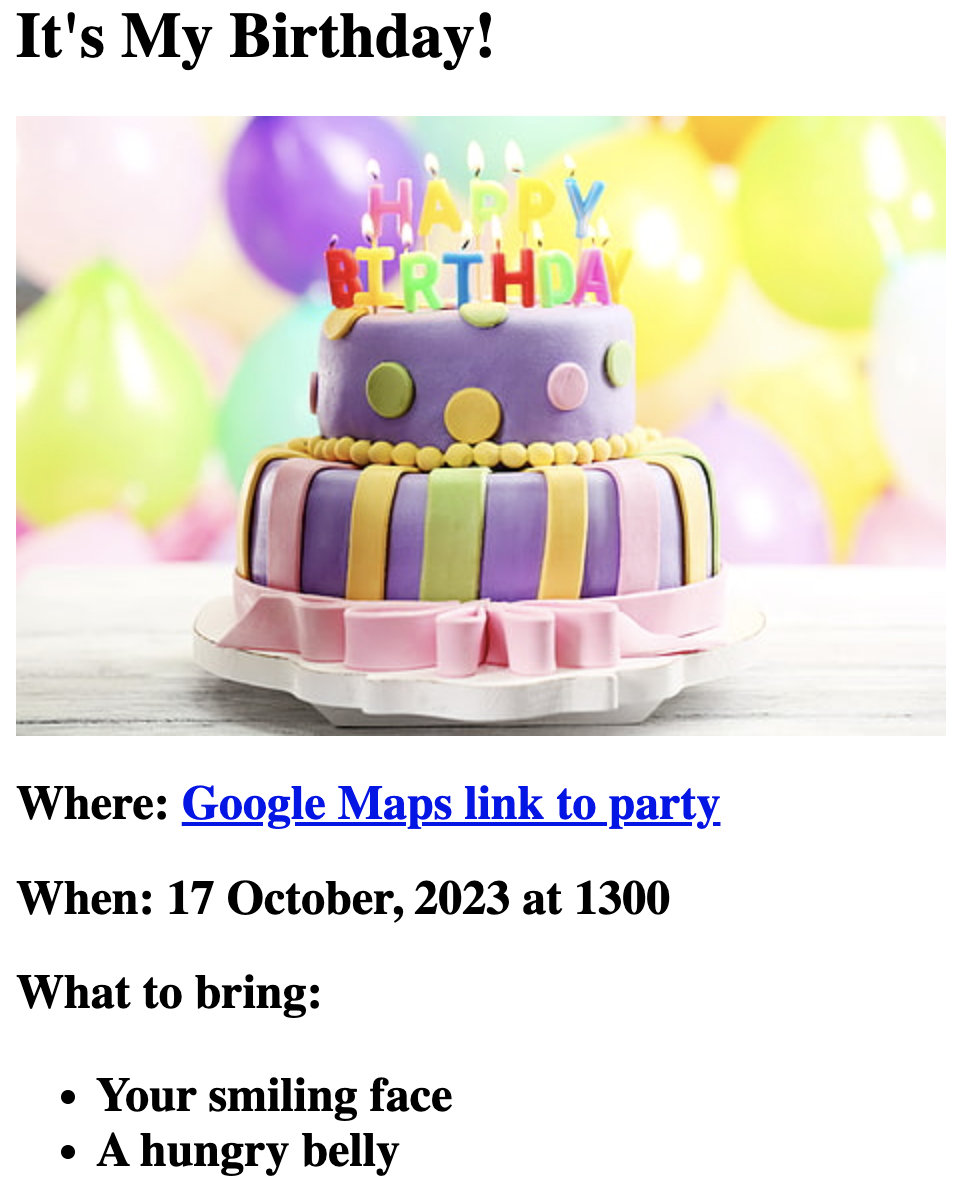 It's My Birthday!
HAPPY
BIRTHDAY
Where: Google Maps link to party
When: 17 October, 2023 at 1300
What to bring:
Your smiling face
A hungry belly